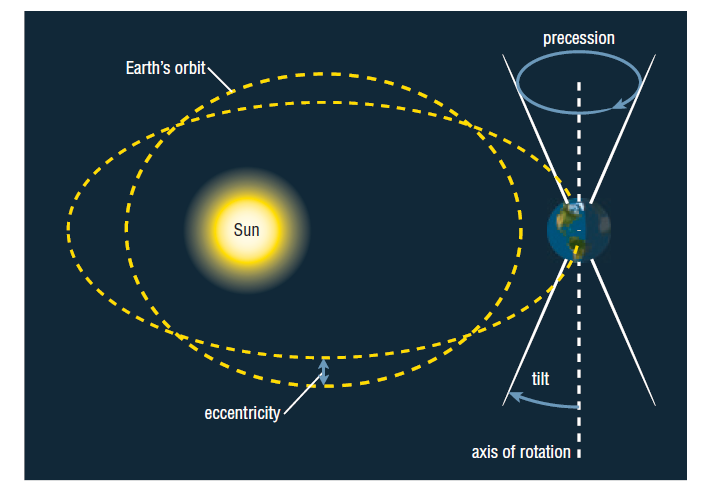 precession
Earth's orbit
Sun
tilt
eccentricity
axis of rotation